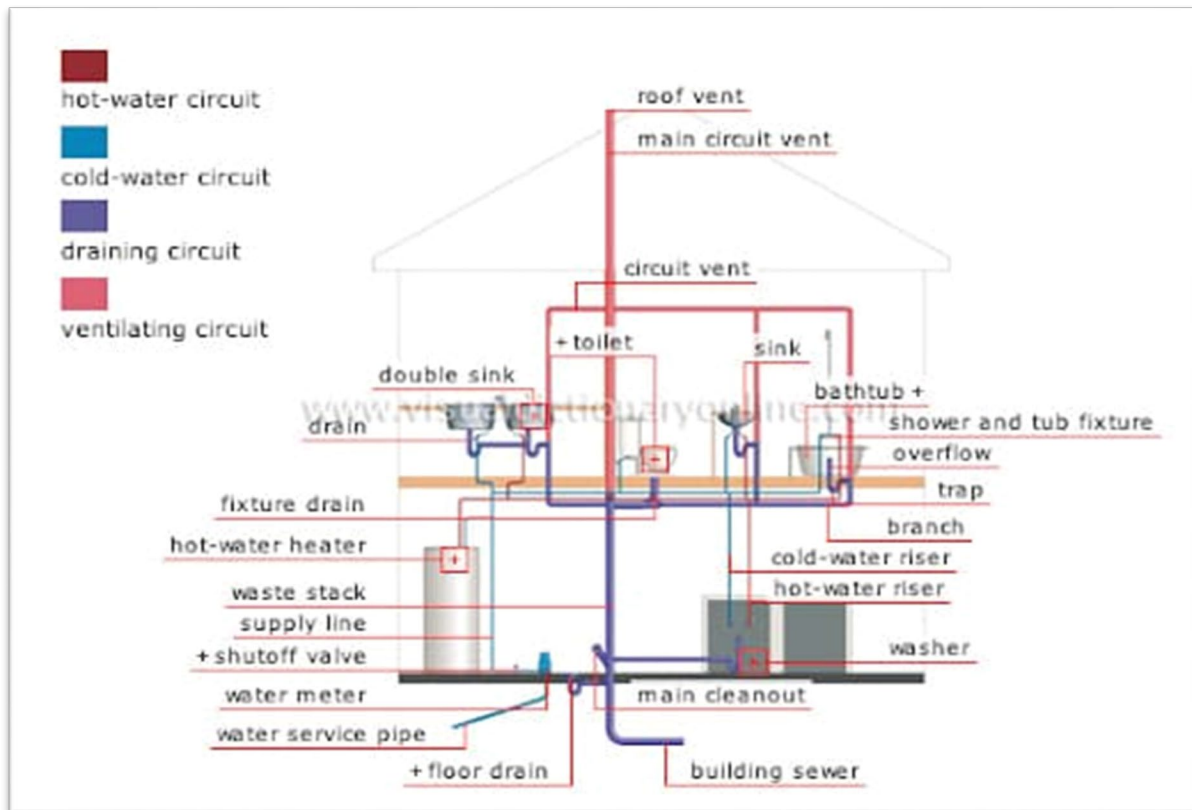 hot-water circuit
cold-water circuit
draining circuit
ventilating circuit
roof vent
main circuit vent
circuit vent
+ toilet
sink
double sink
bathtub +
www.visualdictionaryonline.com
drain
shower and tub fixture
overflow
trap
fixture drain
branch
hot-water heater
cold-water riser
waste stack
hot-water riser
supply line
+ shutoff valve
washer
water meter
main cleanout
water service pipe
+ floor drain
building sewer